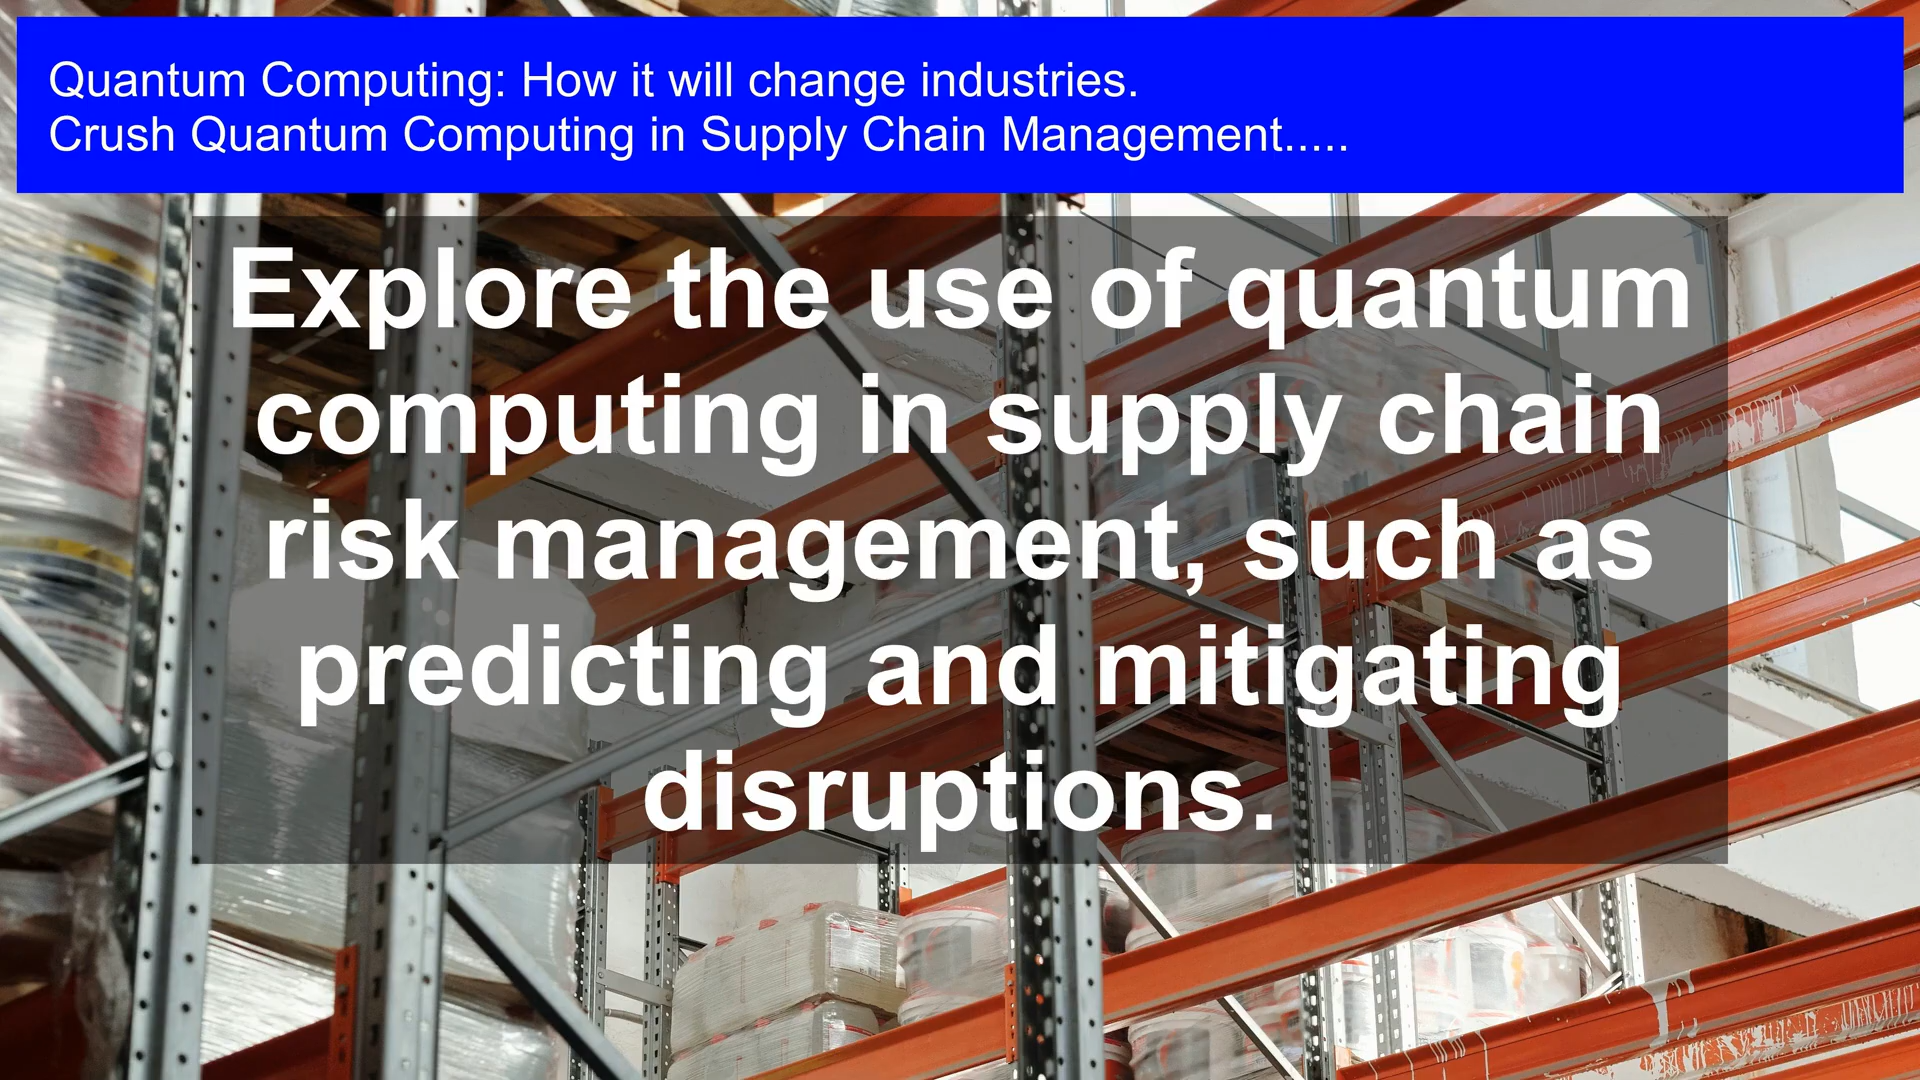 Quantum Computing: How it will change industries.
Crush Quantum Computing in Supply Chain Management.....
Explore the use of quantum
computing in supply chain
risk management, such as
predicting and mitigating
disruptions.